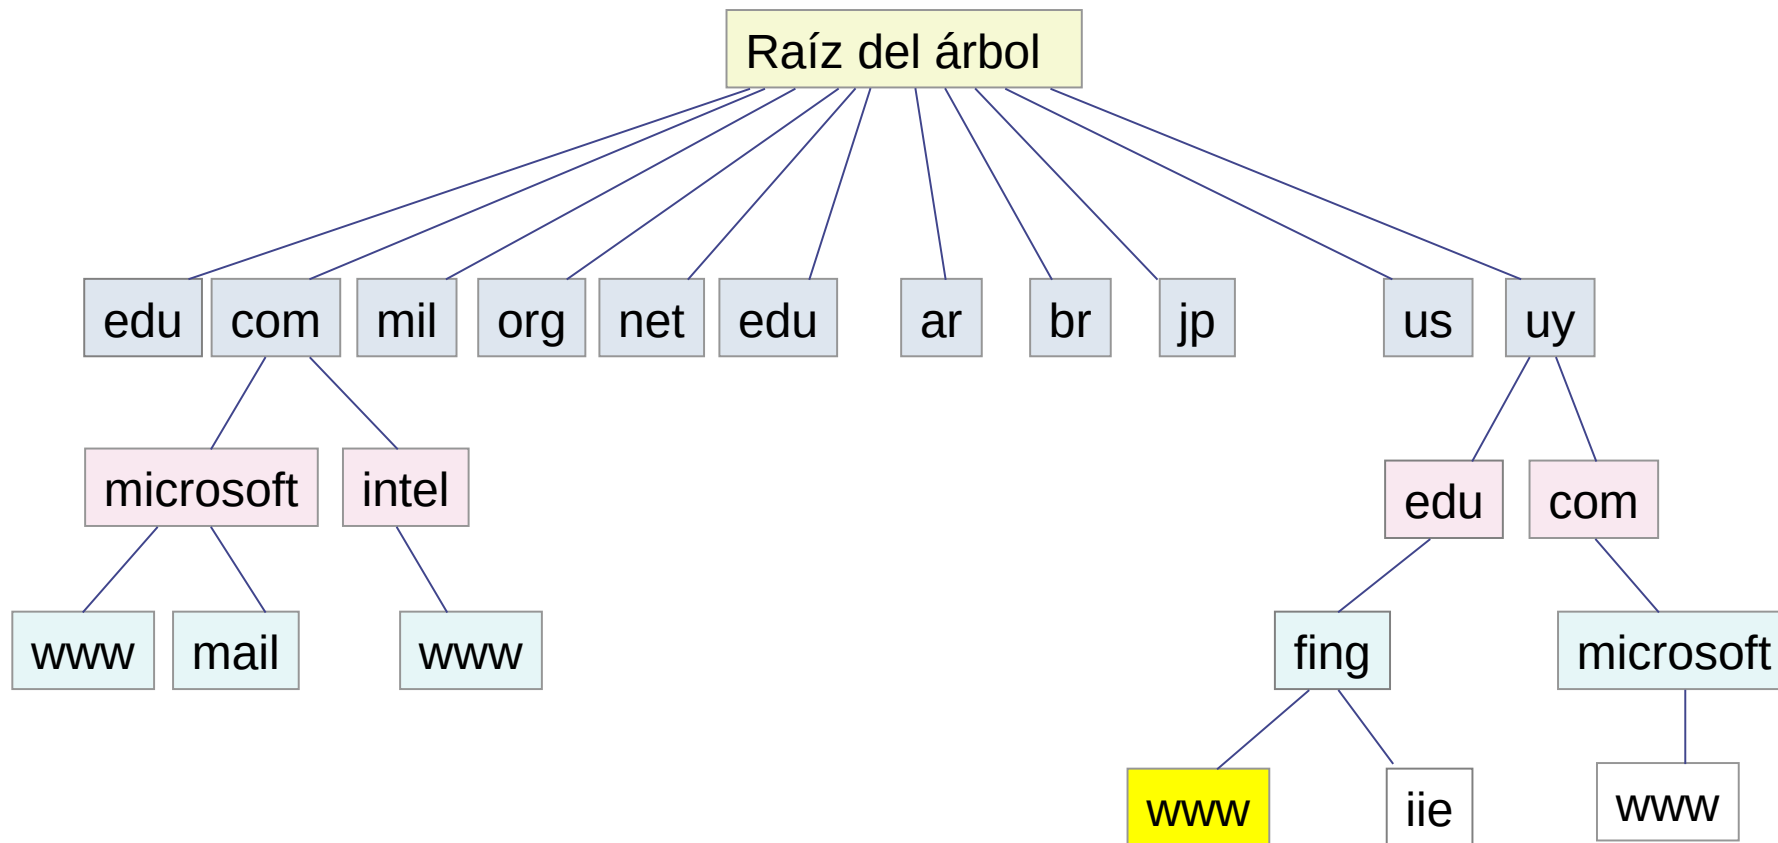 Raíz del árbol
edu com mil org net edu ar br jp us uy
microsoft intel edu com
www mail www fing microsoft
www iie www